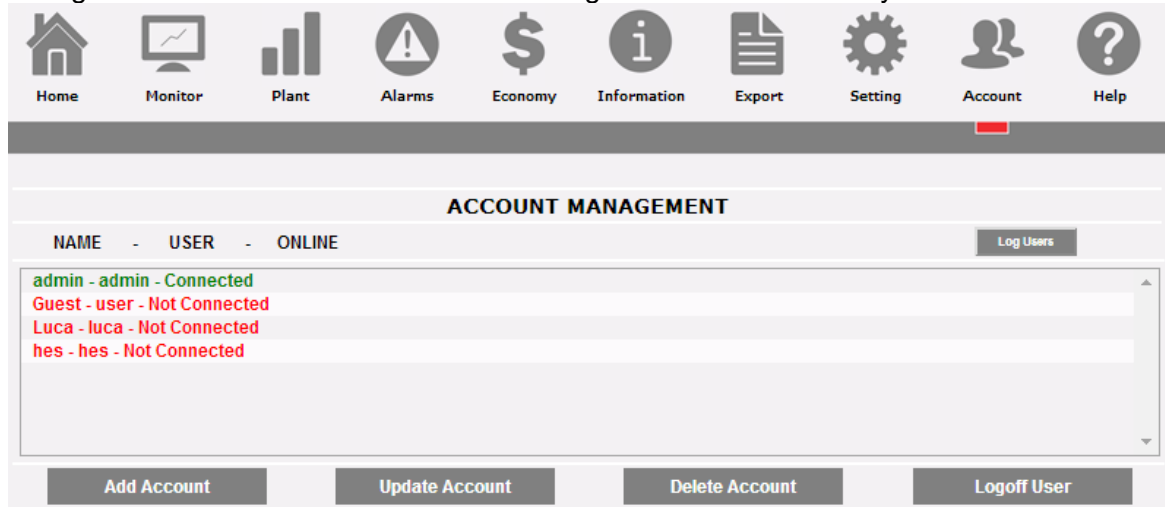 Home Monitor Plant Alarms Economy Information Export Setting Account Help
ACCOUNT MANAGEMENT
NAME - USER - ONLINE Log Users
admin - admin - Connected
Guest - user - Not Connected
Luca - luca - Not Connected
hes - hes - Not Connected
Add Account Update Account Delete Account Logoff User